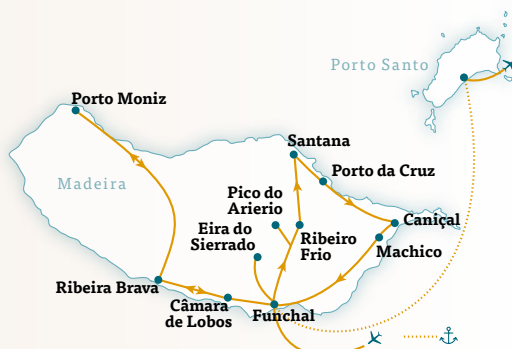 Porto Santo
Porto Moniz
Santana
Porto da Cruz
Madeira
Pico do
Arierio
Eira do
Sierrado
Ribeiro
Frio
Caniçal
Machico
Ribeira Brava
Câmara
de Lobos
Funchal